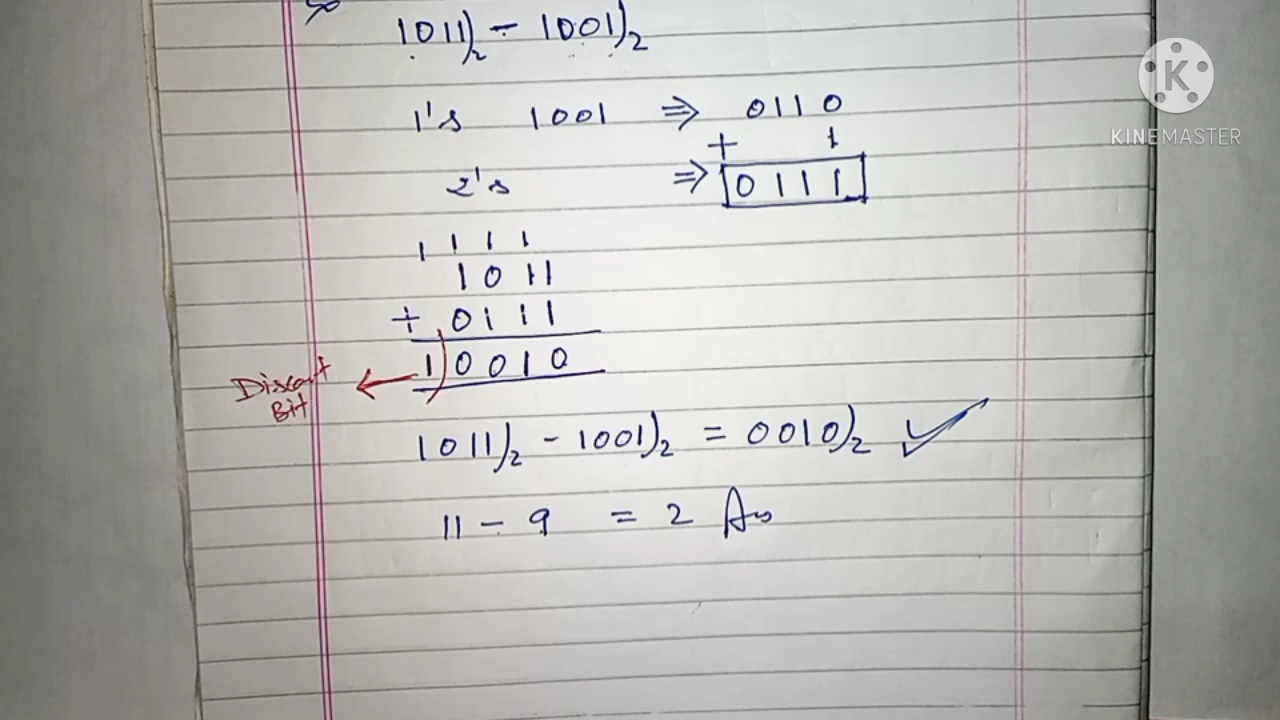 1011)₂ - 1001)₂
1's 1001 ⇒ 0110
+ 1
2's ⇒ 0111
1 1 1 1
1011
+ 0111
1)0010
Discart
Bit
1011)₂ - 1001)₂ = 0010)₂ ✓
11 - 9 = 2 Ans
K
KINEMASTER